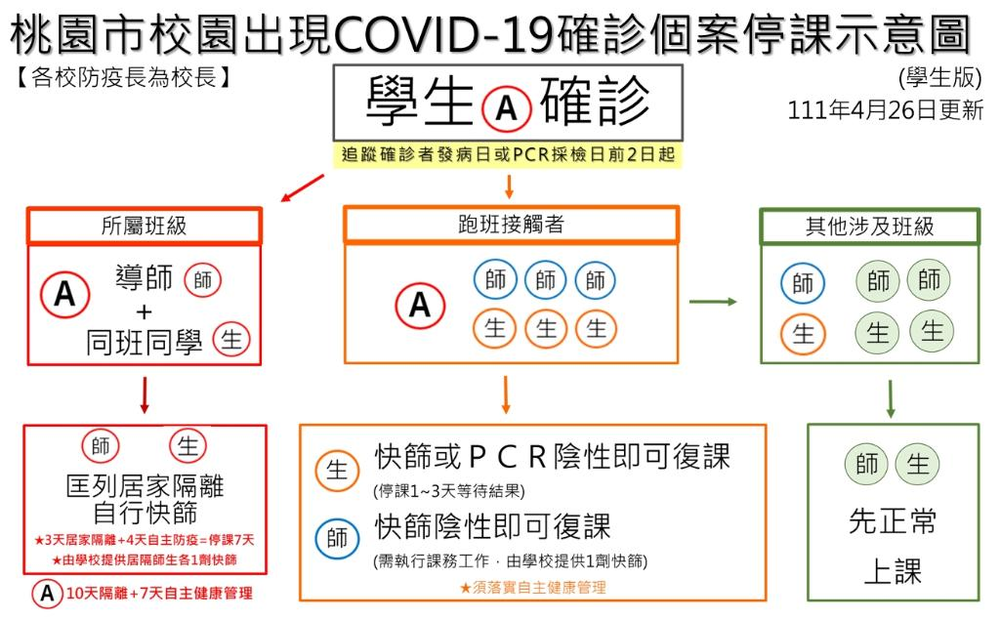 桃園市校園出現COVID-19確診個案停課示意圖
【各校防疫長為校長】
(學生版)
111年4月26日更新
學生 A 確診
追蹤確診者發病日或PCR採檢日前2日起
所屬班級
A 導師 師
+
同班同學 生
跑班接觸者
A 師 師 師
生 生 生
其他涉及班級
師 師 師
生 生 生
師 生
匡列居家隔離
自行快篩
★3天居家隔離+4天自主防疫=停課7天
★由學校提供居隔師生各1劑快篩
A 10天隔離+7天自主健康管理
生 快篩或PCR陰性即可復課
(停課1~3天等待結果)
師 快篩陰性即可復課
(需執行課務工作，由學校提供1劑快篩)
★須落實自主健康管理
師 生
先正常
上課